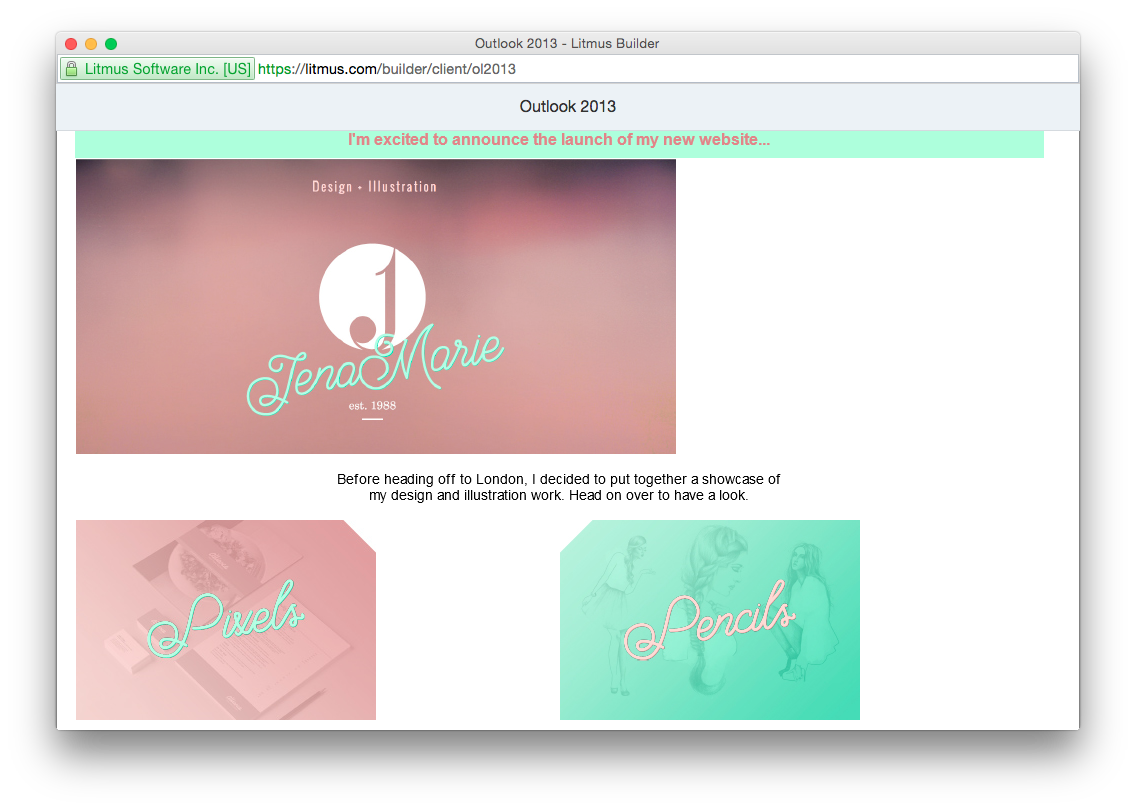 Outlook 2013 - Litmus Builder
Litmus Software Inc. [US] https://litmus.com/builder/client/ol2013
Outlook 2013
I'm excited to announce the launch of my new website...
Design + Illustration
J
JenaMarie
est. 1988
Before heading off to London, I decided to put together a showcase of
my design and illustration work. Head on over to have a look.
Pixels
Pencils